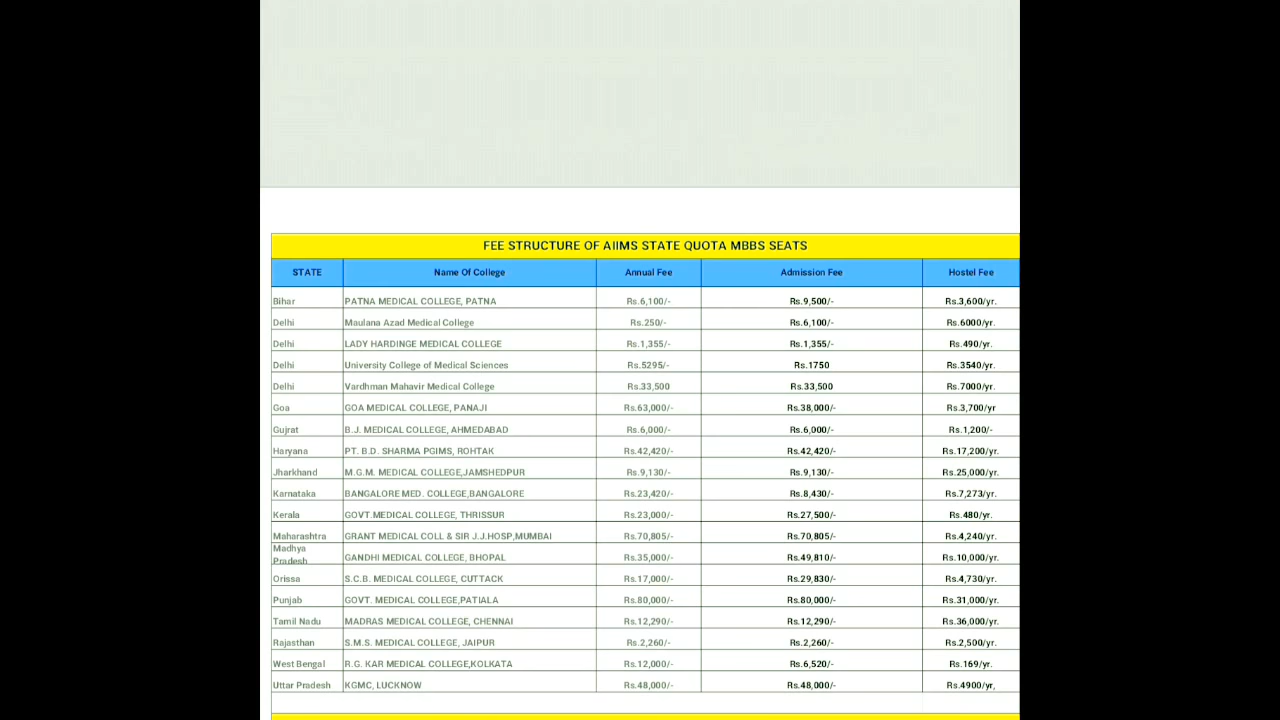 FEE STRUCTURE OF AIIMS STATE QUOTA MBBS SEATS
STATE Name Of College Annual Fee Admission Fee Hostel Fee
Bihar PATNA MEDICAL COLLEGE, PATNA Rs.6,100/- Rs.9,500/- Rs.3,600/yr.
Delhi Maulana Azad Medical College Rs.250/- Rs.6,100/- Rs.6000/yr.
Delhi LADY HARDINGE MEDICAL COLLEGE Rs.1,355/- Rs.1,355/- Rs.490/yr.
Delhi University College of Medical Sciences Rs.5295/- Rs.1750 Rs.3540/yr.
Delhi Vardhman Mahavir Medical College Rs.33,500 Rs.33,500 Rs.7000/yr.
Goa GOA MEDICAL COLLEGE, PANAJI Rs.63,000/- Rs.38,000/- Rs.3,700/yr
Gujrat B.J. MEDICAL COLLEGE, AHMEDABAD Rs.6,000/- Rs.6,000/- Rs.1,200/-
Haryana PT. B.D. SHARMA PGIMS, ROHTAK Rs.42,420/- Rs.42,420/- Rs.17,200/yr.
Jharkhand M.G.M. MEDICAL COLLEGE,JAMSHEDPUR Rs.9,130/- Rs.9,130/- Rs.25,000/yr.
Karnataka BANGALORE MED. COLLEGE,BANGALORE Rs.23,420/- Rs.8,430/- Rs.7,273/yr.
Kerala GOVT.MEDICAL COLLEGE, THRISSUR Rs.23,000/- Rs.27,500/- Rs.480/yr.
Maharashtra GRANT MEDICAL COLL & SIR J.J.HOSP,MUMBAI Rs.70,805/- Rs.70,805/- Rs.4,240/yr.
Madhya
Pradesh GANDHI MEDICAL COLLEGE, BHOPAL Rs.35,000/- Rs.49,810/- Rs.10,000/yr.
Orissa S.C.B. MEDICAL COLLEGE, CUTTACK Rs.17,000/- Rs.29,830/- Rs.4,730/yr.
Punjab GOVT. MEDICAL COLLEGE,PATIALA Rs.80,000/- Rs.80,000/- Rs.31,000/yr.
Tamil Nadu MADRAS MEDICAL COLLEGE, CHENNAI Rs.12,290/- Rs.12,290/- Rs.36,000/yr.
Rajasthan S.M.S. MEDICAL COLLEGE, JAIPUR Rs.2,260/- Rs.2,260/- Rs.2,500/yr.
West Bengal R.G. KAR MEDICAL COLLEGE,KOLKATA Rs.12,000/- Rs.6,520/- Rs.169/yr.
Uttar Pradesh KGMC, LUCKNOW Rs.48,000/- Rs.48,000/- Rs.4900/yr,